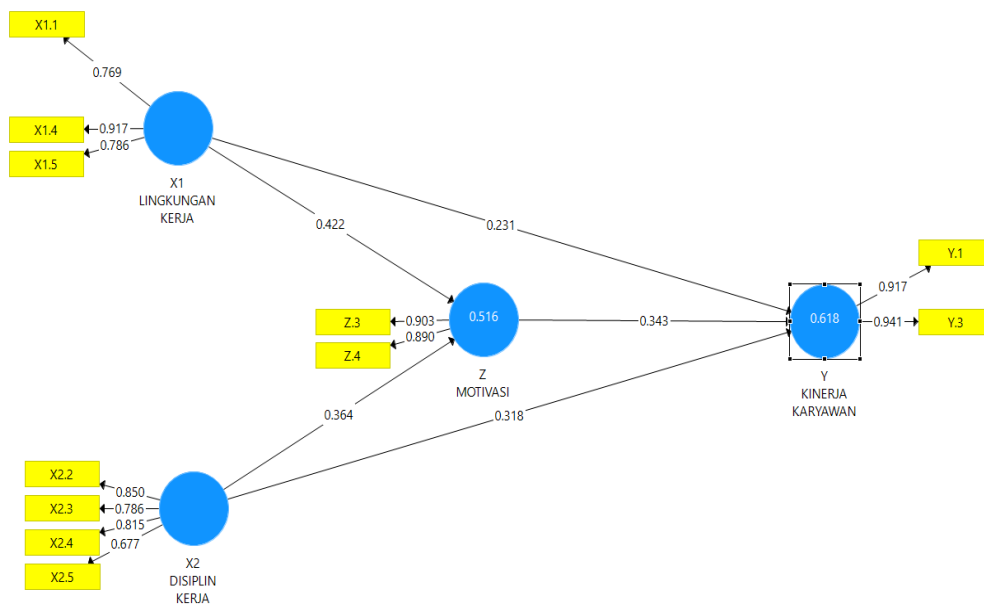 X1.1
0.769
X1.4
0.917
0.786
X1.5
X1
LINGKUNGAN
KERJA
0.422
0.231
Y.1
0.917
Z.3
0.903
0.516
0.343
0.618
0.941
Y.3
Z.4
0.890
Z
MOTIVASI
Y
KINERJA
KARYAWAN
0.364
0.318
X2.2
0.850
X2.3
0.786
0.815
X2.4
0.677
X2.5
X2
DISIPLIN
KERJA